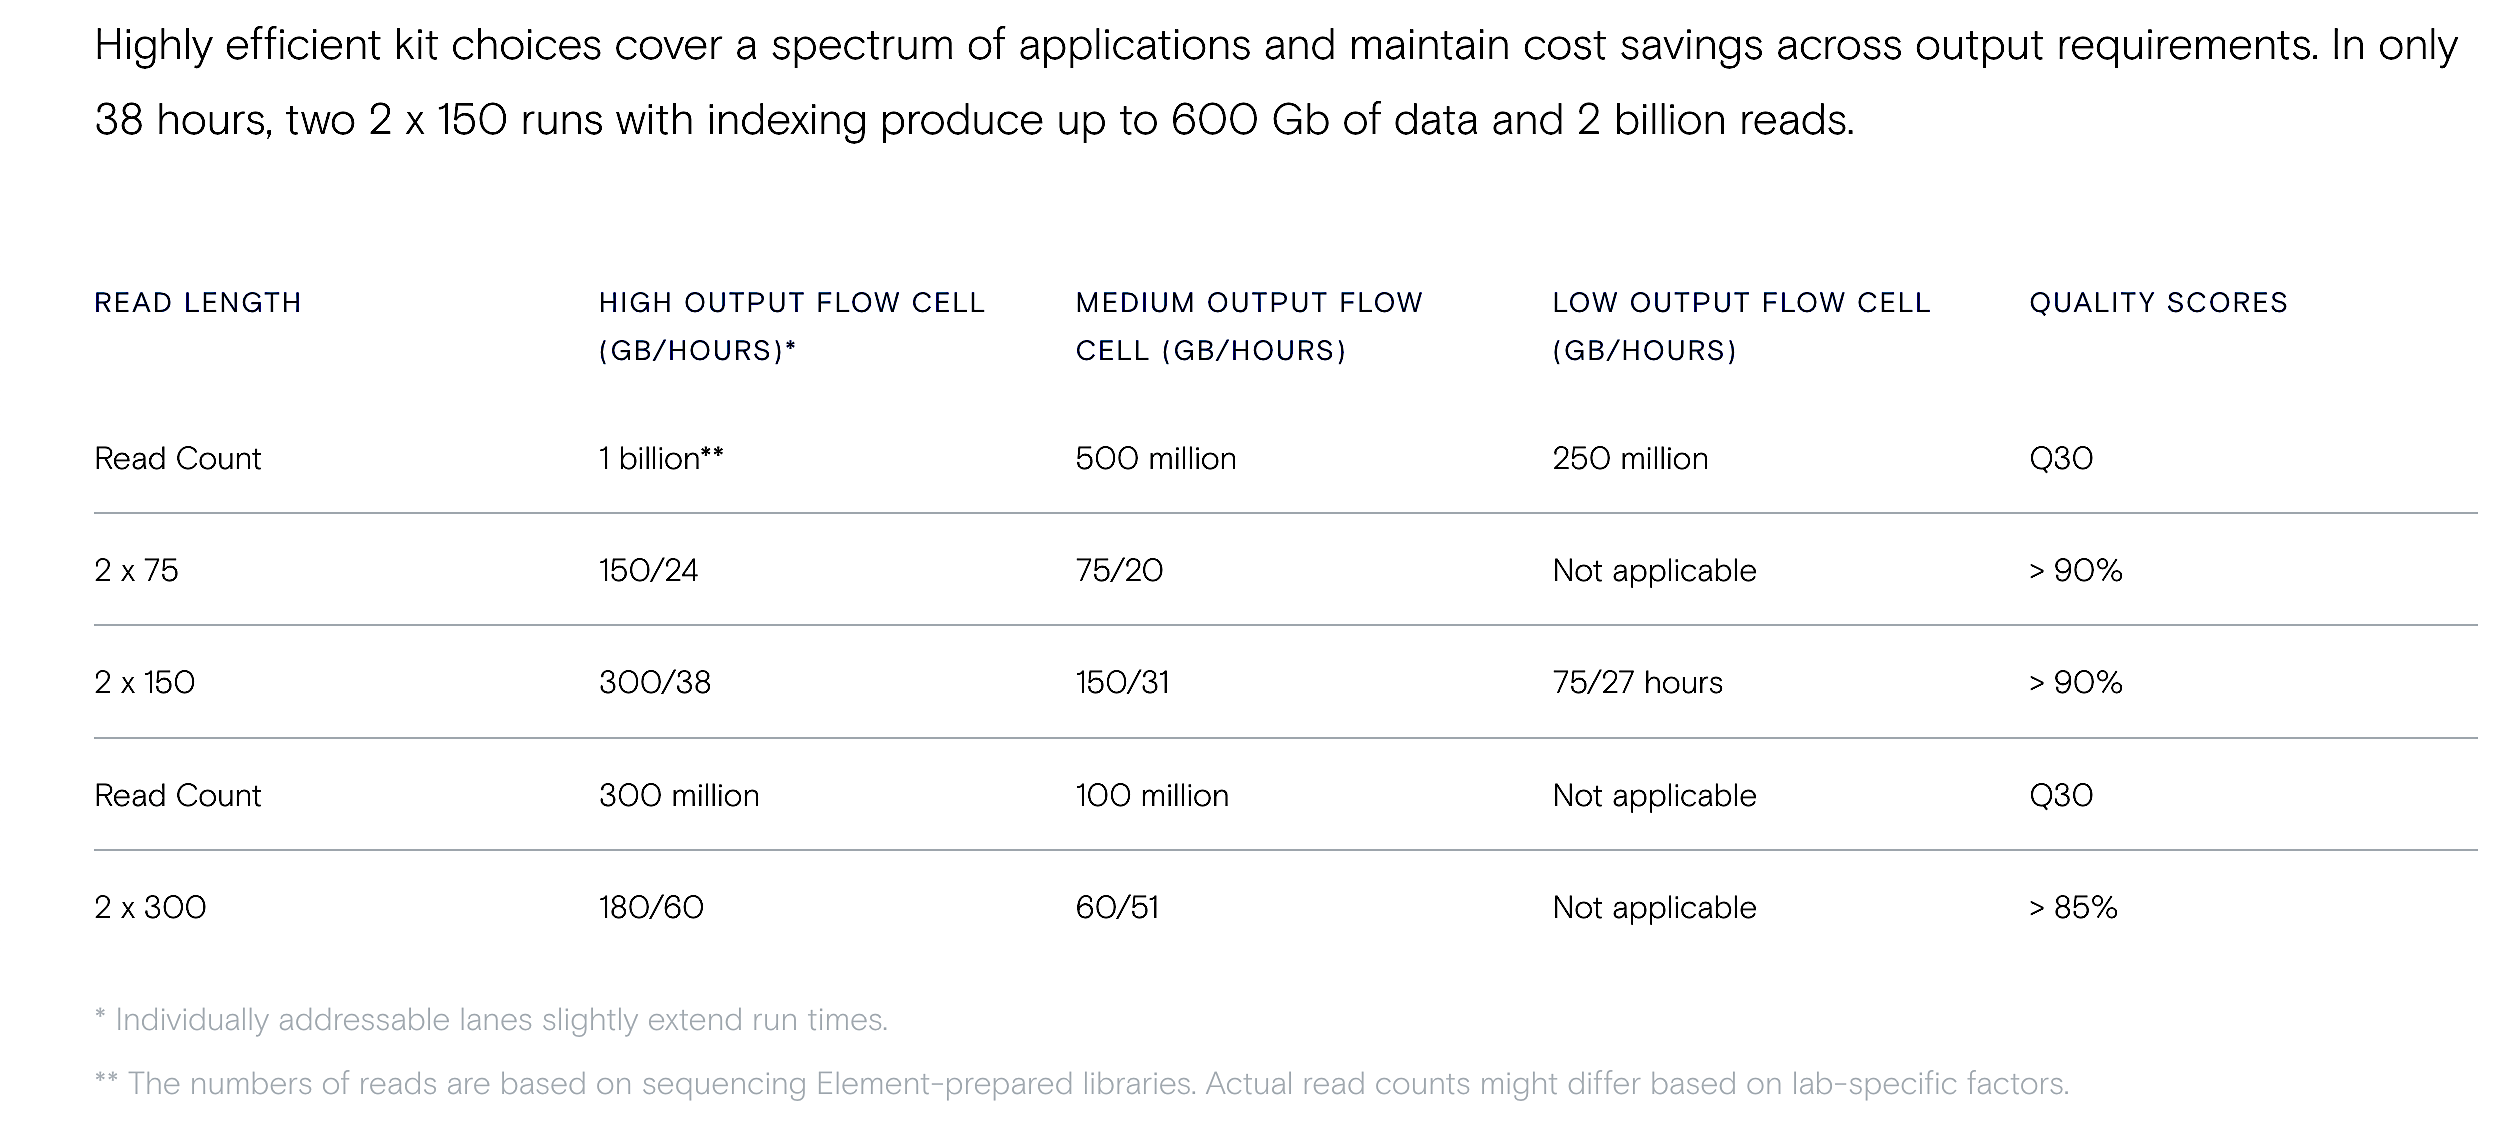 Highly efficient kit choices cover a spectrum of applications and maintain cost savings across output requirements. In only
38 hours, two 2 x 150 runs with indexing produce up to 600 Gb of data and 2 billion reads.
READ LENGTH HIGH OUTPUT FLOW CELL (GB/HOURS)* MEDIUM OUTPUT FLOW CELL (GB/HOURS) LOW OUTPUT FLOW CELL (GB/HOURS) QUALITY SCORES
Read Count 1 billion** 500 million 250 million Q30
2 x 75 150/24 75/20 Not applicable > 90%
2 x 150 300/38 150/31 75/27 hours > 90%
Read Count 300 million 100 million Not applicable Q30
2 x 300 180/60 60/51 Not applicable > 85%
* Individually addressable lanes slightly extend run times.
** The numbers of reads are based on sequencing Element-prepared libraries. Actual read counts might differ based on lab-specific factors.